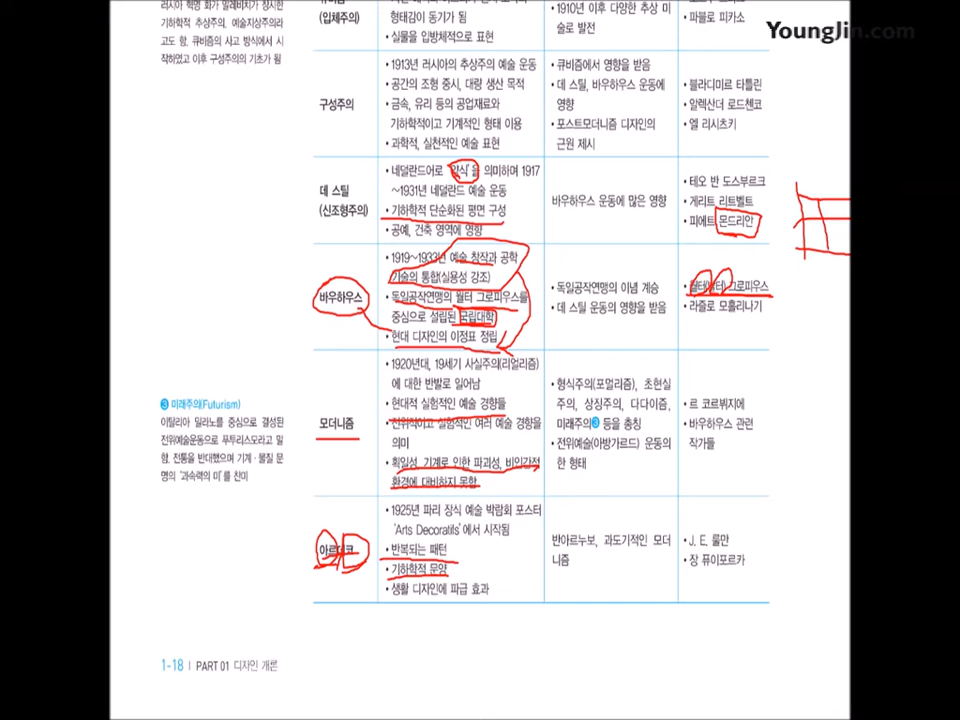 러시아 혁명 화가 말레비치가 창시한
기하학적 추상주의, 예술지상주의라
고도 함. 큐비즘의 사고 방식에서 시
작하였고 이후 구성주의의 기초가 됨
(입체주의)
형태감이 동기가 됨
• 실물을 입방체적으로 표현
• 1910년 이후 다양한 추상 미
술로 발전
• 파블로 피카소
YoungJin.com
구성주의
• 1913년 러시아의 추상주의 예술 운동
• 공간의 조형 중시, 대량 생산 목적
• 금속, 유리 등의 공업재료와
기하학적이고 기계적인 형태 이용
• 과학적, 실천적인 예술 표현
• 큐비즘에서 영향을 받음
• 데 스틸, 바우하우스 운동에
영향
• 포스트모더니즘 디자인의
근원 제시
• 블라디미르 타틀린
• 알렉산더 로드첸코
• 엘 리시츠키
데 스틸
(신조형주의)
• 네덜란드어로 '양식'을 의미하며 1917
~1931년 네덜란드 예술 운동
• 기하학적 단순화된 평면 구성
• 공예, 건축 영역에 영향
바우하우스 운동에 많은 영향
• 테오 반 도스부르크
• 게리트 리트벨트
• 피에트 몬드리안
바우하우스
• 1919~1933년 예술 창작과 공학
기술의 통합(실용성 강조)
• 독일공작연맹의 월터 그로피우스를
중심으로 설립된 국립대학
• 현대 디자인의 이정표 정립
• 독일공작연맹의 이념 계승
• 데 스틸 운동의 영향을 받음
그로피우스
• 라즐로 모홀리나기
모더니즘
• 1920년대, 19세기 사실주의(리얼리즘)
에 대한 반발로 일어남
• 현대적 실험적인 예술 경향들
• 전위적이고 실험적인 여러 예술 경향을
의미
• 획일성, 기계로 인한 파괴성, 비인간적
환경에 대비하지 못함
• 형식주의(포멀리즘), 초현실
주의, 상징주의, 다다이즘,
미래주의❸ 등을 총칭
• 전위예술(아방가르드) 운동의
한 형태
• 르 코르뷔지에
• 바우하우스 관련
작가들
❸ 미래주의(Futurism)
이탈리아 밀라노를 중심으로 결성된
전위예술운동으로 푸투리스모라고 말
함. 전통을 반대했으며 기계·물질 문
명의 '과속력의 미'를 찬미
아르데코
• 1925년 파리 장식 예술 박람회 포스터
'Arts Decoratifs'에서 시작됨
• 반복되는 패턴
• 기하학적 문양
• 생활 디자인에 파급 효과
반아르누보, 과도기적인 모더
니즘
• J. E. 룰만
• 장 퓨이포르카
1-18 | PART 01 디자인 개론